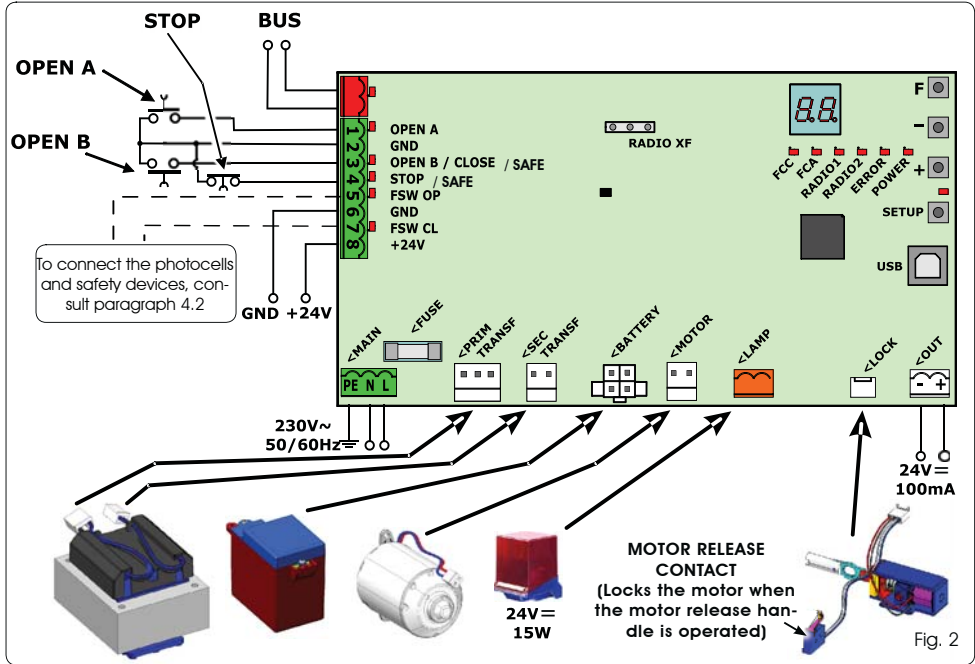 STOP
BUS
OPEN A
OPEN B
1 OPEN A
2 GND
3 OPEN B / CLOSE / SAFE
4 STOP / SAFE
5 FSW OP
6 GND
7 FSW CL
8 +24V
RADIO XF
88
F
-
+
FCC
FCA
RADIO1
RADIO2
ERROR
POWER
SETUP
USB
To connect the photocells
and safety devices, con-
sult paragraph 4.2
GND +24V
<MAIN
<FUSE
<PRIM
TRANSF
<SEC
TRANSF
<BATTERY
<MOTOR
<LAMP
<LOCK
<OUT
PE N L
- +
230V~
50/60Hz
24V=
100mA
24V=
15W
MOTOR RELEASE
CONTACT
(Locks the motor when
the motor release han-
dle is operated)
Fig. 2